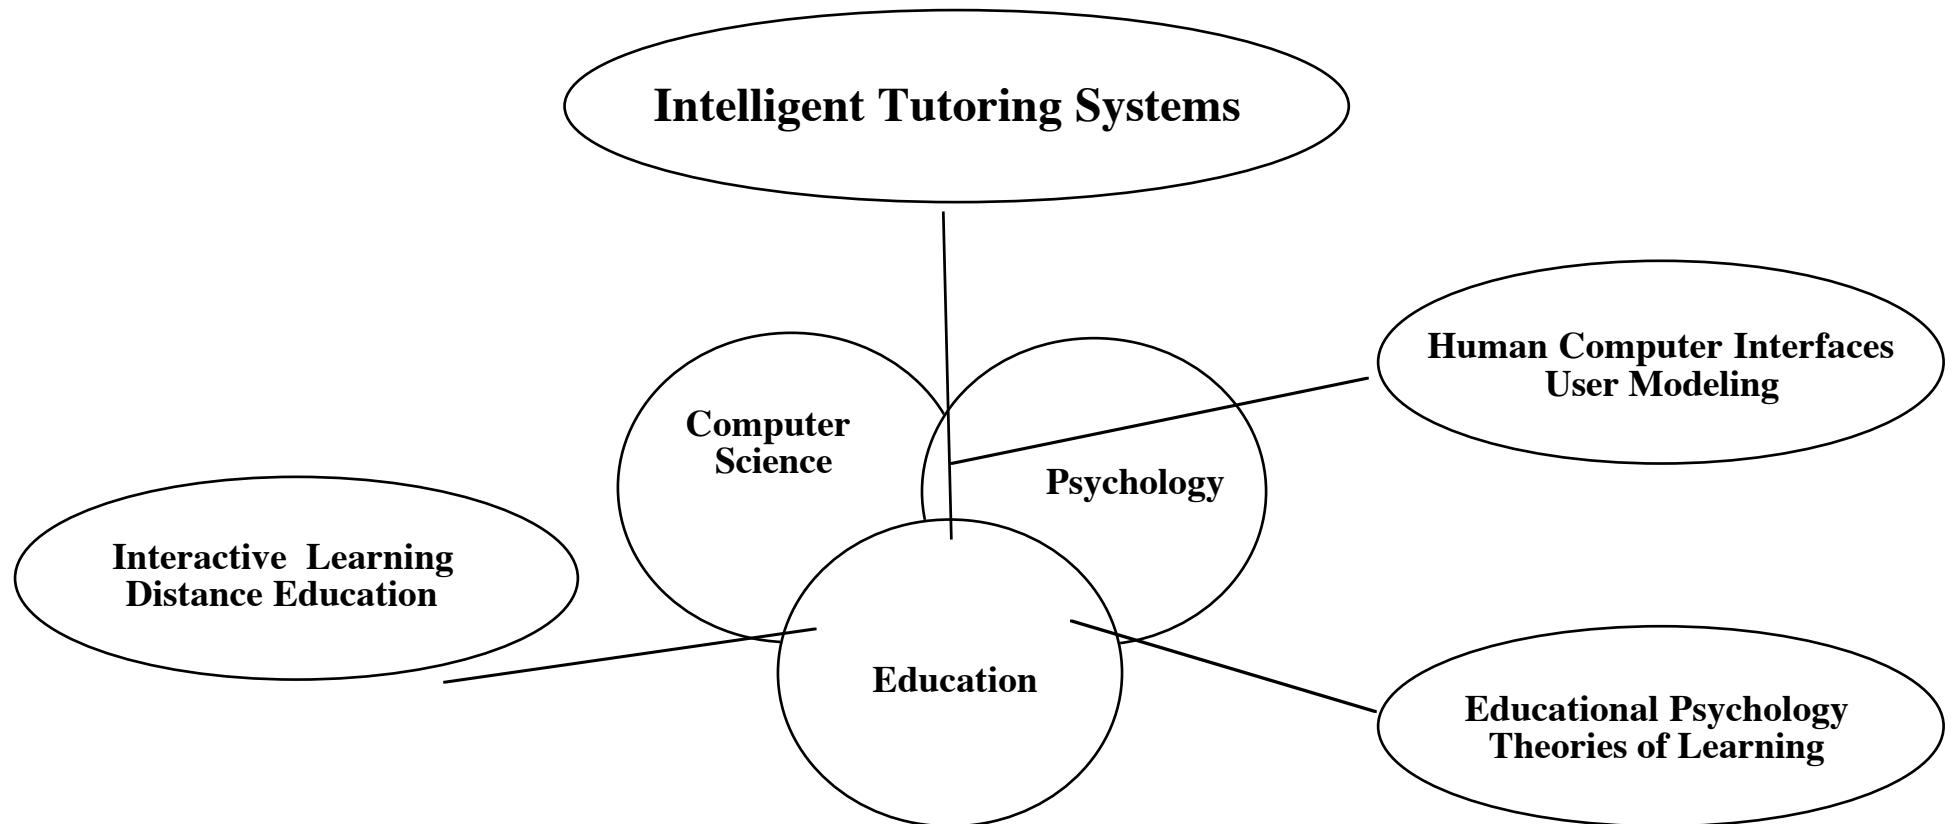 Intelligent Tutoring Systems
Human Computer Interfaces
User Modeling
Computer
Science
Psychology
Interactive  Learning
Distance Education
Education
Educational Psychology
Theories of Learning